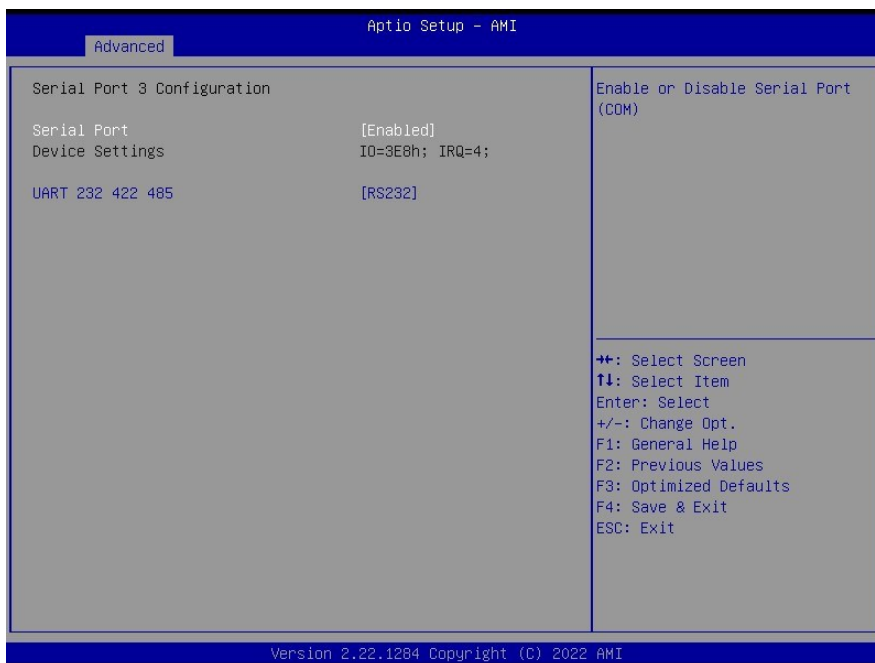 Aptio Setup – AMI
Advanced
Serial Port 3 Configuration
Serial Port [Enabled]
Device Settings IO=3E8h; IRQ=4;
UART 232 422 485 [RS232]
Enable or Disable Serial Port
(COM)
→←: Select Screen
↑↓: Select Item
Enter: Select
+/-: Change Opt.
F1: General Help
F2: Previous Values
F3: Optimized Defaults
F4: Save & Exit
ESC: Exit
Version 2.22.1284 Copyright (C) 2022 AMI